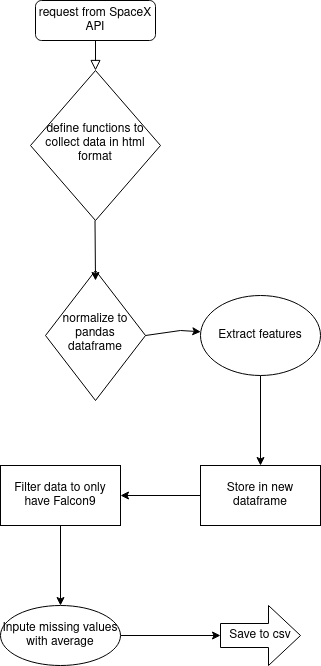 request from SpaceX
API
define functions to
collect data in html
format
normalize to
pandas
dataframe
Extract features
Store in new
dataframe
Filter data to only
have Falcon9
Inpute missing values
with average
Save to csv